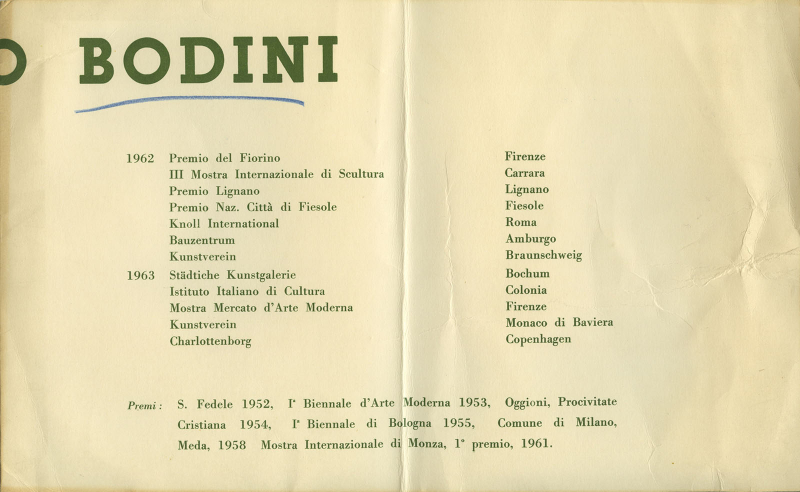 O BODINI
1962 Premio del Fiorino Firenze
III Mostra Internazionale di Scultura Carrara
Premio Lignano Lignano
Premio Naz. Città di Fiesole Fiesole
Knoll International Roma
Bauzentrum Amburgo
Kunstverein Braunschweig
1963 Städtiche Kunstgalerie Bochum
Istituto Italiano di Cultura Colonia
Mostra Mercato d'Arte Moderna Firenze
Kunstverein Monaco di Baviera
Charlottenborg Copenhagen
Premi: S. Fedele 1952, Iª Biennale d'Arte Moderna 1953, Oggioni, Procivitate
Cristiana 1954, Iª Biennale di Bologna 1955, Comune di Milano,
Meda, 1958 Mostra Internazionale di Monza, 1° premio, 1961.